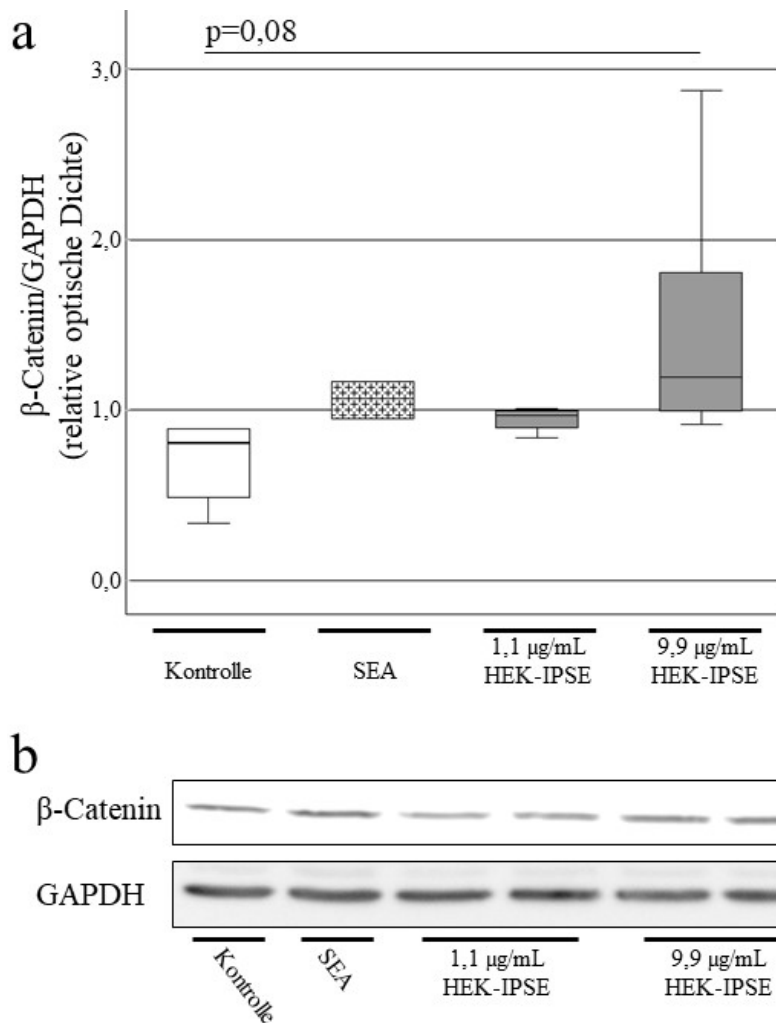 a
p=0,08
β-Catenin/GAPDH
(relative optische Dichte)
3,0
2,0
1,0
0,0
Kontrolle
SEA
1,1 µg/mL
HEK-IPSE
9,9 µg/mL
HEK-IPSE
b
β-Catenin
GAPDH
Kontrolle
SEA
1,1 µg/mL
HEK-IPSE
9,9 µg/mL
HEK-IPSE